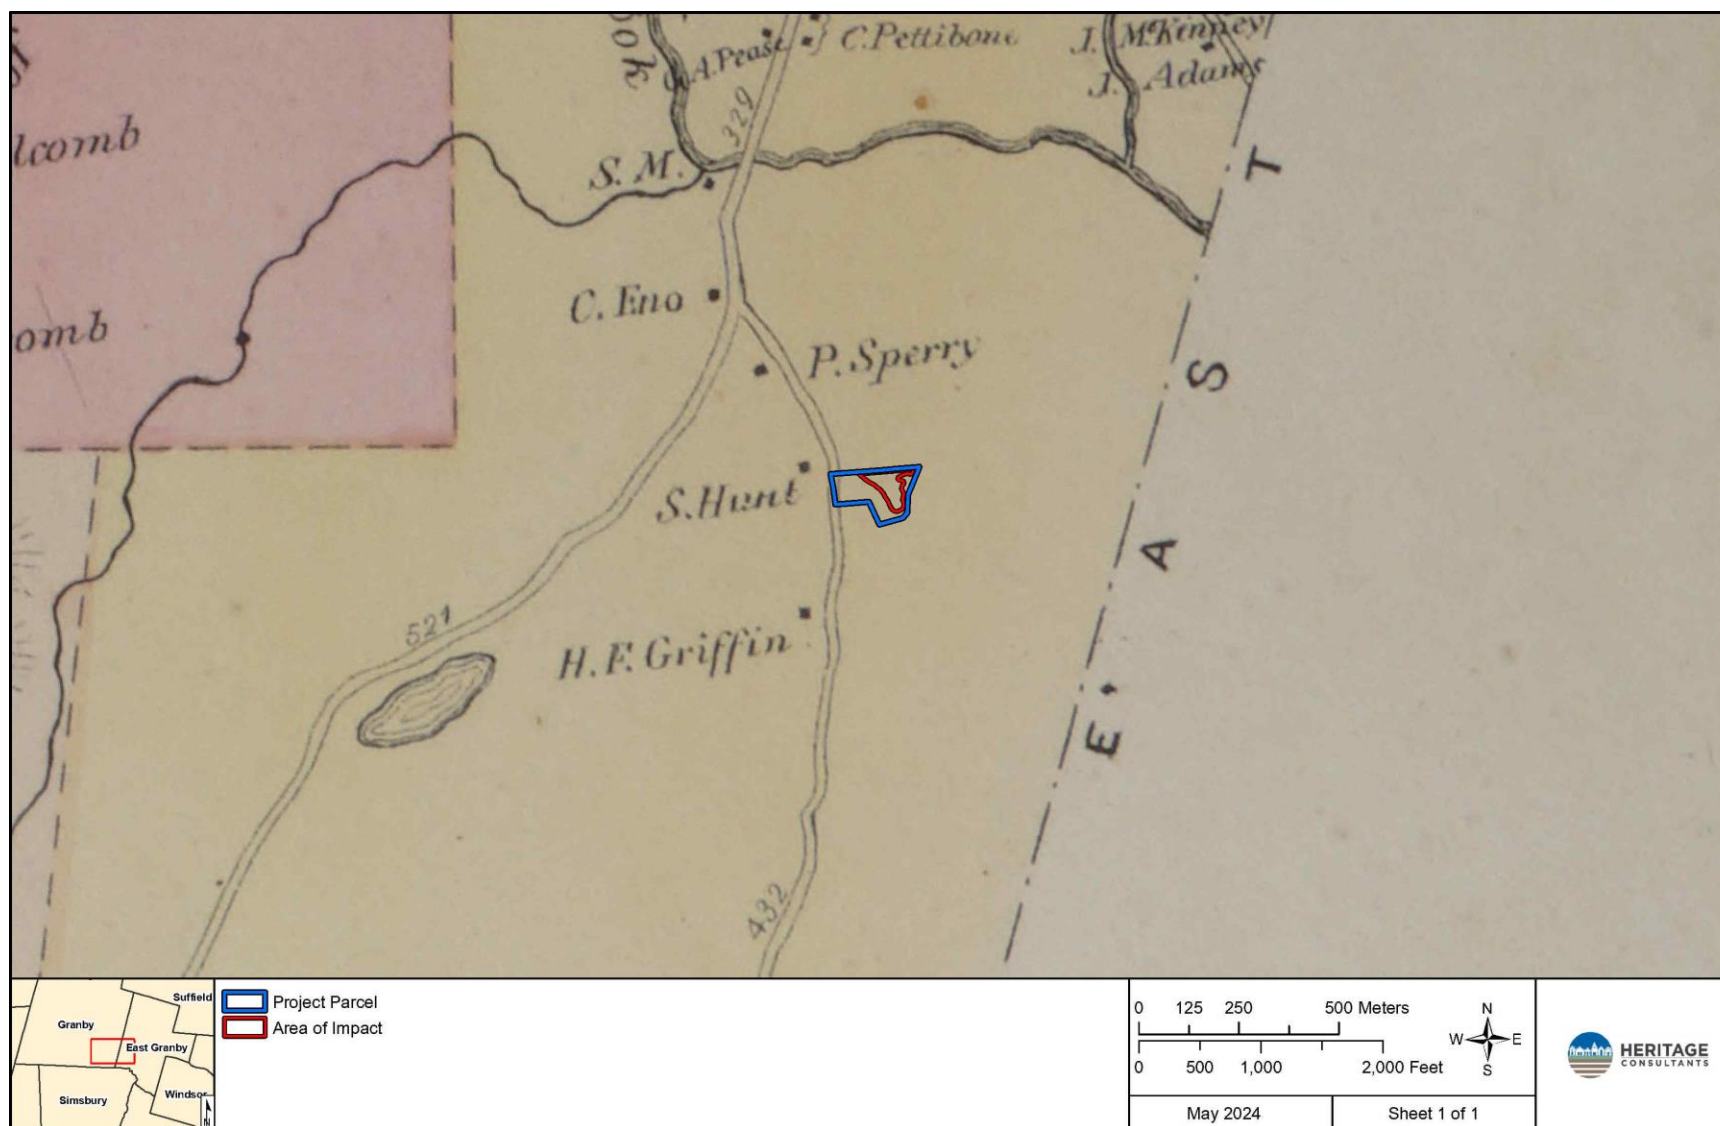 ook
A.Pease
C.Pettibone
J. McKinney
J. Adams
329
lcomb
S. M.
T
C. Eno
omb
P. Sperry
S
S. Hunt
A
521
H. F. Griffin
E
432
Suffield
Granby
East Granby
Simsbury
Windsor
N
Project Parcel
Area of Impact
0 125 250 500 Meters
0 500 1,000 2,000 Feet
N
W E
S
May 2024
Sheet 1 of 1
HERITAGE
CONSULTANTS